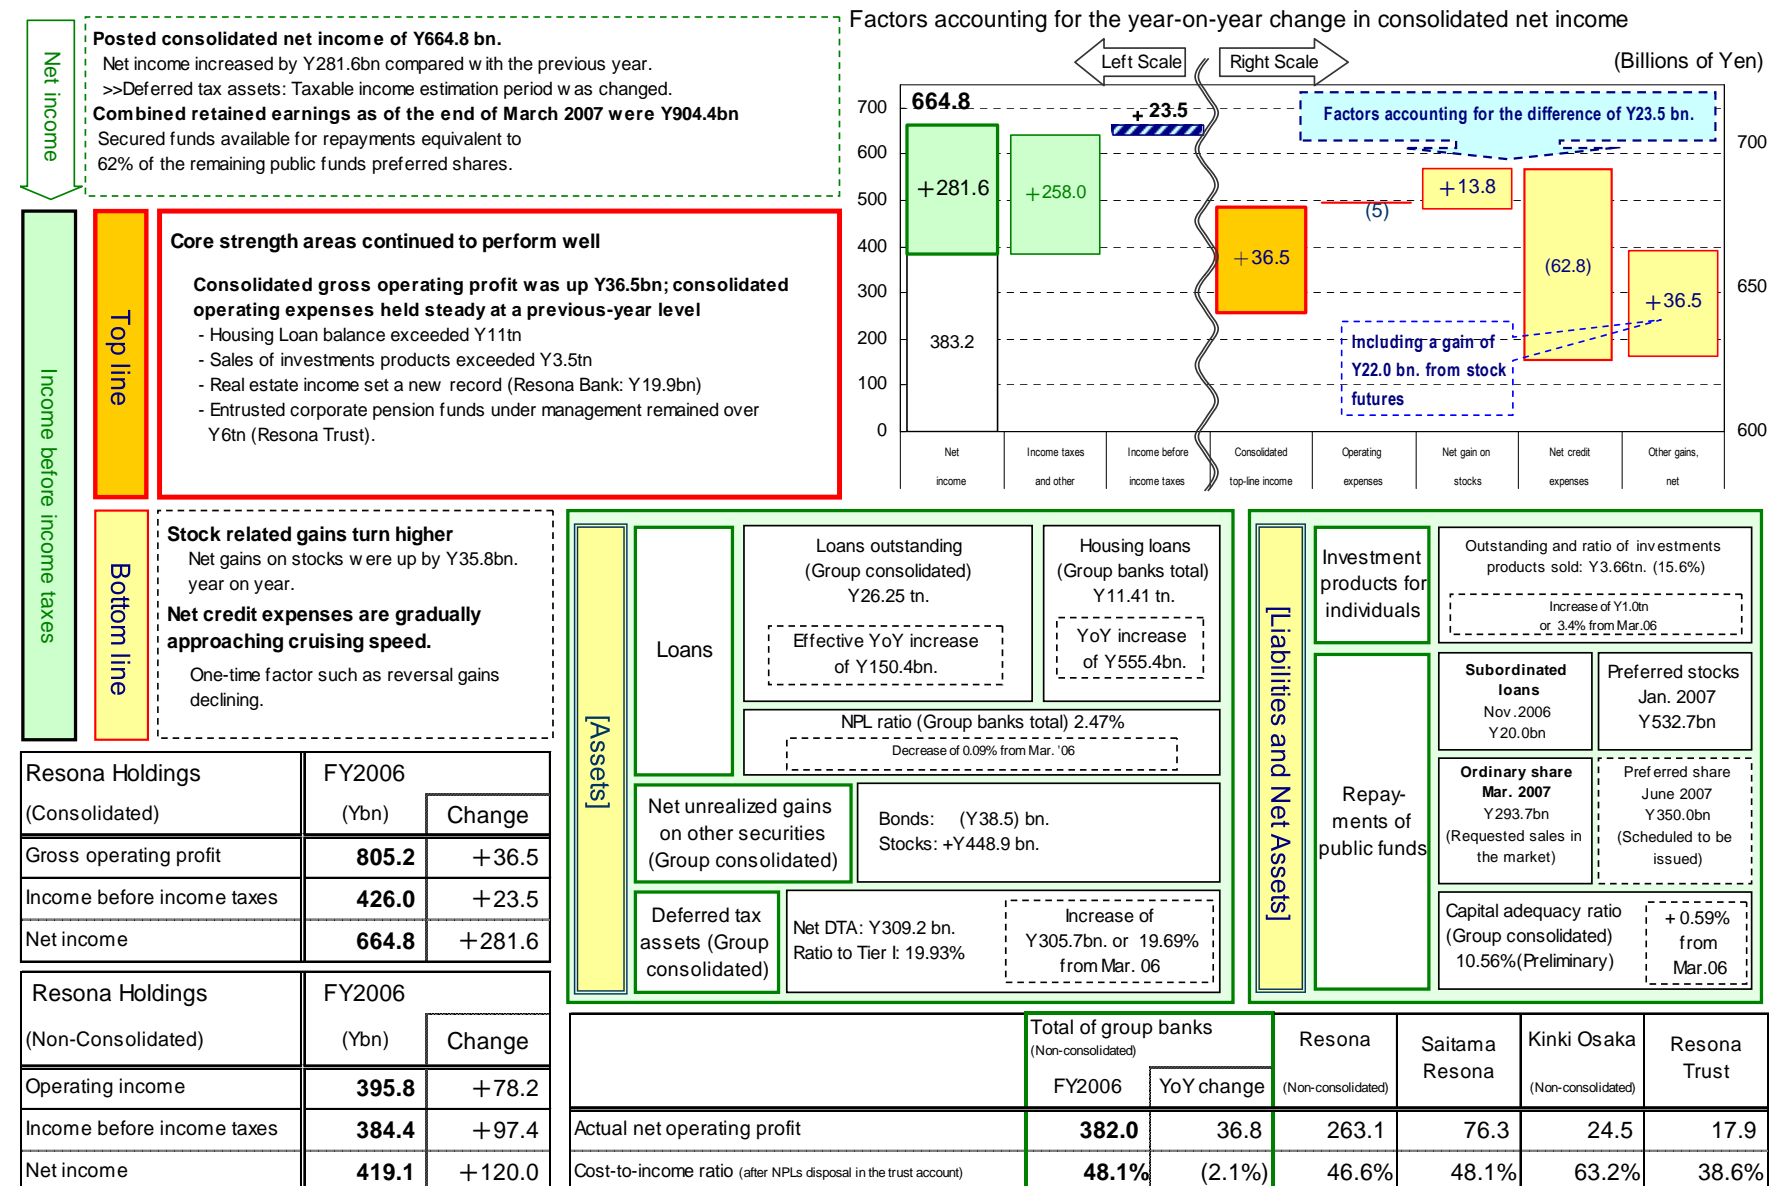 Factors accounting for the year-on-year change in consolidated net income
Net income
Posted consolidated net income of Y664.8 bn.
Net income increased by Y281.6bn compared with the previous year.
>>Deferred tax assets: Taxable income estimation period was changed.
Combined retained earnings as of the end of March 2007 were Y904.4bn
Secured funds available for repayments equivalent to
62% of the remaining public funds preferred shares.
Income before income taxes
Top line
Core strength areas continued to perform well
Consolidated gross operating profit was up Y36.5bn; consolidated
operating expenses held steady at a previous-year level
- Housing Loan balance exceeded Y11tn
- Sales of investments products exceeded Y3.5tn
- Real estate income set a new record (Resona Bank: Y19.9bn)
- Entrusted corporate pension funds under management remained over
Y6tn (Resona Trust).
Bottom line
Stock related gains turn higher
Net gains on stocks were up by Y35.8bn.
year on year.
Net credit expenses are gradually
approaching cruising speed.
One-time factor such as reversal gains
declining.
Left Scale
Right Scale
(Billions of Yen)
700
600
500
400
300
200
100
0
664.8
+281.6
383.2
+258.0
+ 23.5
Factors accounting for the difference of Y23.5 bn.
+36.5
(5)
+13.8
(62.8)
+36.5
Including a gain of
Y22.0 bn. from stock
futures
700
650
600
Net
income
Income taxes
and other
Income before
income taxes
Consolidated
top-line income
Operating
expenses
Net gain on
stocks
Net credit
expenses
Other gains,
net
[Assets]
Loans
Loans outstanding
(Group consolidated)
Y26.25 tn.
Effective YoY increase
of Y150.4bn.
Housing loans
(Group banks total)
Y11.41 tn.
YoY increase
of Y555.4bn.
NPL ratio (Group banks total) 2.47%
Decrease of 0.09% from Mar. '06
Net unrealized gains
on other securities
(Group consolidated)
Bonds: (Y38.5) bn.
Stocks: +Y448.9 bn.
Deferred tax
assets (Group
consolidated)
Net DTA: Y309.2 bn.
Ratio to Tier I: 19.93%
Increase of
Y305.7bn. or 19.69%
from Mar. 06
[Liabilities and Net Assets]
Investment
products for
individuals
Outstanding and ratio of investments
products sold: Y3.66tn. (15.6%)
Increase of Y1.0tn
or 3.4% from Mar.06
Repay-
ments of
public funds
Subordinated
loans
Nov.2006
Y20.0bn
Preferred stocks
Jan. 2007
Y532.7bn
Ordinary share
Mar. 2007
Y293.7bn
(Requested sales in
the market)
Preferred share
June 2007
Y350.0bn
(Scheduled to be
issued)
Capital adequacy ratio
(Group consolidated)
10.56%(Preliminary)
+ 0.59%
from
Mar.06
Resona Holdings FY2006
(Consolidated) (Ybn) Change
Gross operating profit 805.2 +36.5
Income before income taxes 426.0 +23.5
Net income 664.8 +281.6
Resona Holdings FY2006
(Non-Consolidated) (Ybn) Change
Operating income 395.8 +78.2
Income before income taxes 384.4 +97.4
Net income 419.1 +120.0
Total of group banks
(Non-consolidated)
FY2006 YoY change
Resona
(Non-consolidated)
Saitama
Resona
Kinki Osaka
(Non-consolidated)
Resona
Trust
Actual net operating profit 382.0 36.8 263.1 76.3 24.5 17.9
Cost-to-income ratio (after NPLs disposal in the trust account) 48.1% (2.1%) 46.6% 48.1% 63.2% 38.6%